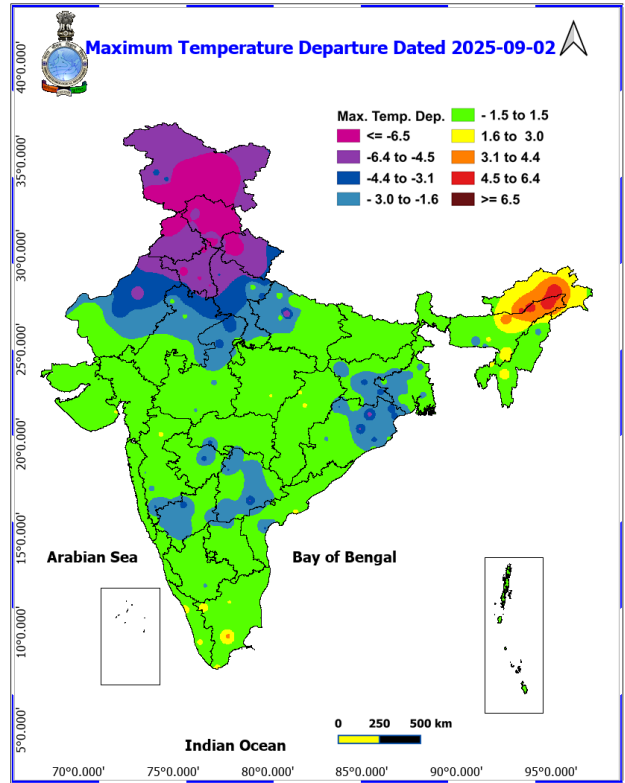 Maximum Temperature Departure Dated 2025-09-02
Max. Temp. Dep.
<= -6.5
-6.4 to -4.5
-4.4 to -3.1
- 3.0 to -1.6
- 1.5 to 1.5
1.6 to 3.0
3.1 to 4.4
4.5 to 6.4
>= 6.5
40°0.000'
35°0.000'
30°0.000'
25°0.000'
20°0.000'
15°0.000'
10°0.000'
5°0.000'
Arabian Sea
Bay of Bengal
Indian Ocean
0 250 500 km
70°0.000' 75°0.000' 80°0.000' 85°0.000' 90°0.000' 95°0.000'